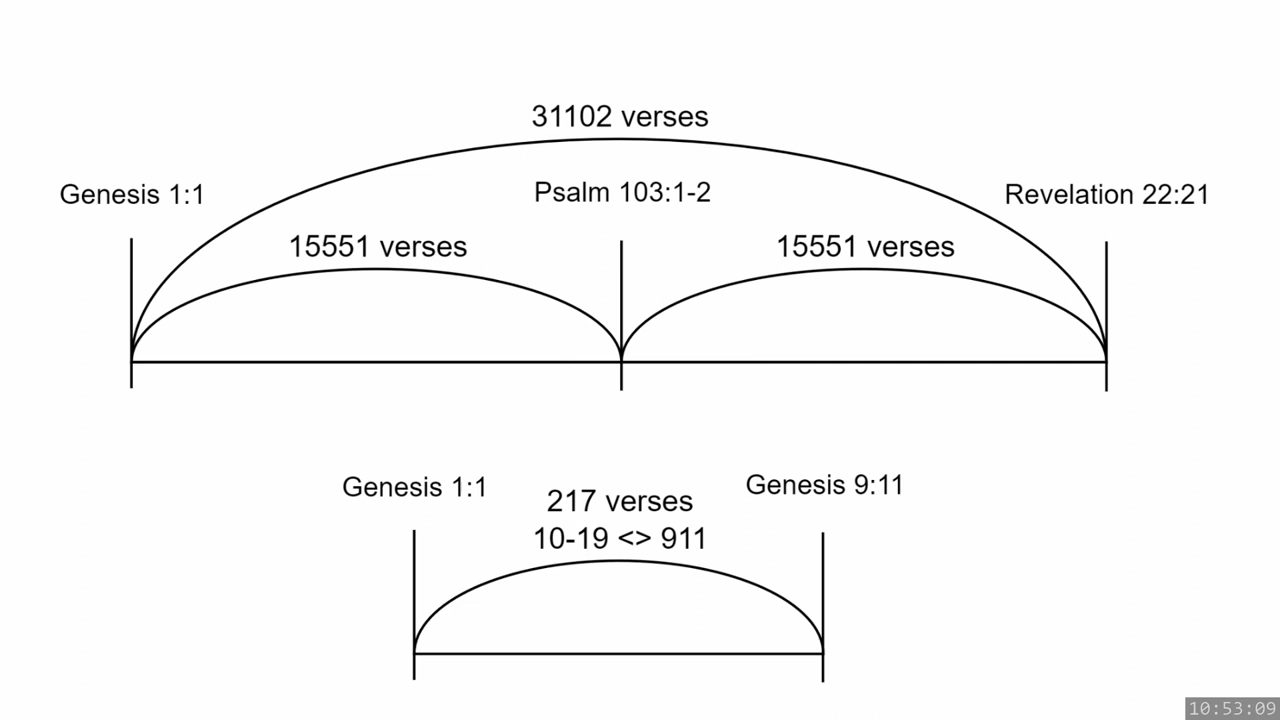 31102 verses
Genesis 1:1
Psalm 103:1-2
Revelation 22:21
15551 verses
15551 verses
Genesis 1:1
217 verses
Genesis 9:11
10-19 <> 911
10:53:09